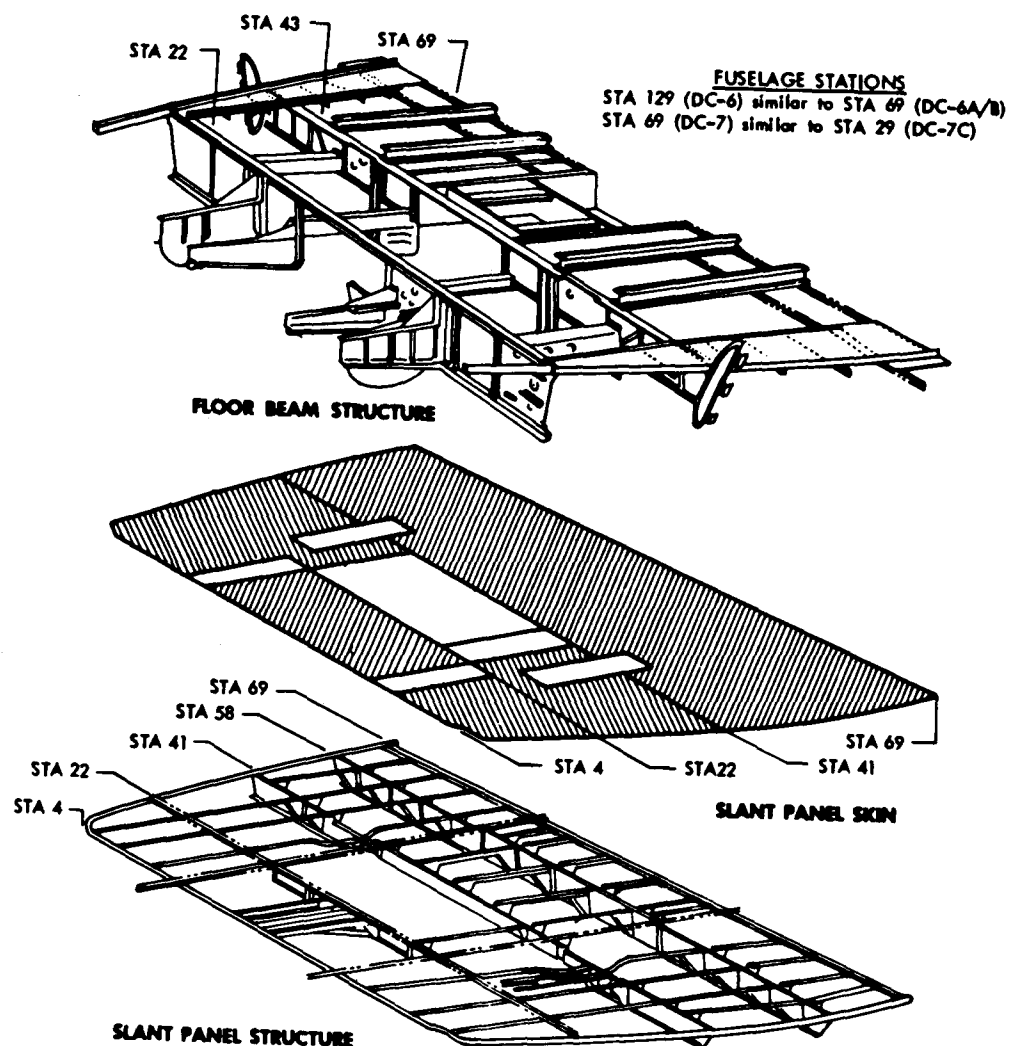 STA 43
STA 22
STA 69
FUSELAGE STATIONS
STA 129 (DC-6) similar to STA 69 (DC-6A/B)
STA 69 (DC-7) similar to STA 29 (DC-7C)
FLOOR BEAM STRUCTURE
STA 69
STA 58
STA 41
STA 22
STA 4
STA 69
STA 4
STA22
STA 41
SLANT PANEL SKIN
SLANT PANEL STRUCTURE